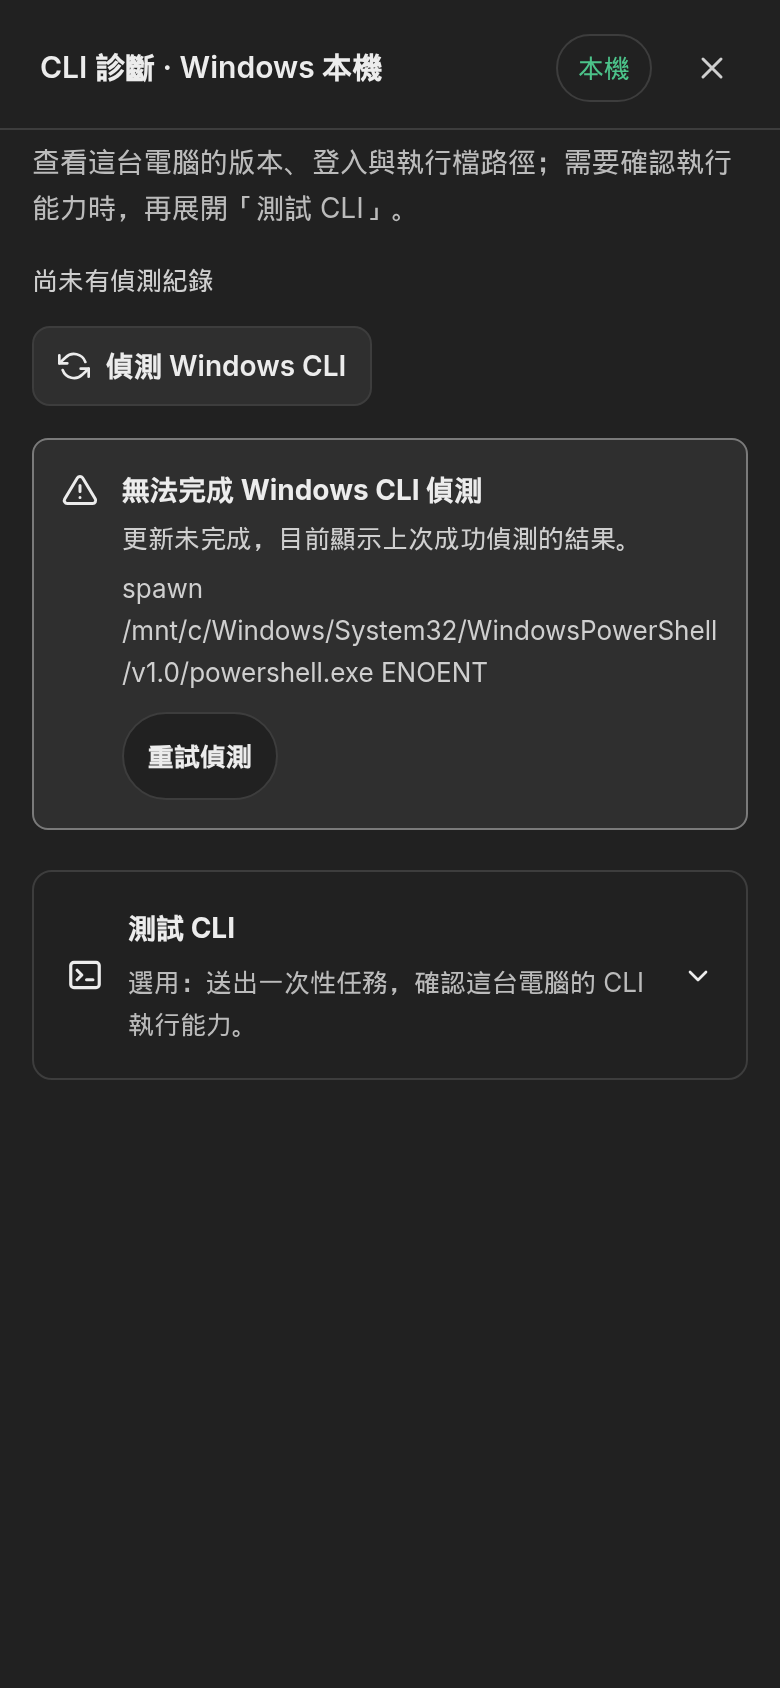 CLI 診斷 · Windows 本機
本機
查看這台電腦的版本、登入與執行檔路徑；需要確認執行
能力時，再展開「測試 CLI」。
尚未有偵測紀錄
偵測 Windows CLI
無法完成 Windows CLI 偵測
更新未完成，目前顯示上次成功偵測的結果。
spawn
/mnt/c/Windows/System32/WindowsPowerShell
/v1.0/powershell.exe ENOENT
重試偵測
測試 CLI
選用：送出一次性任務，確認這台電腦的 CLI
執行能力。